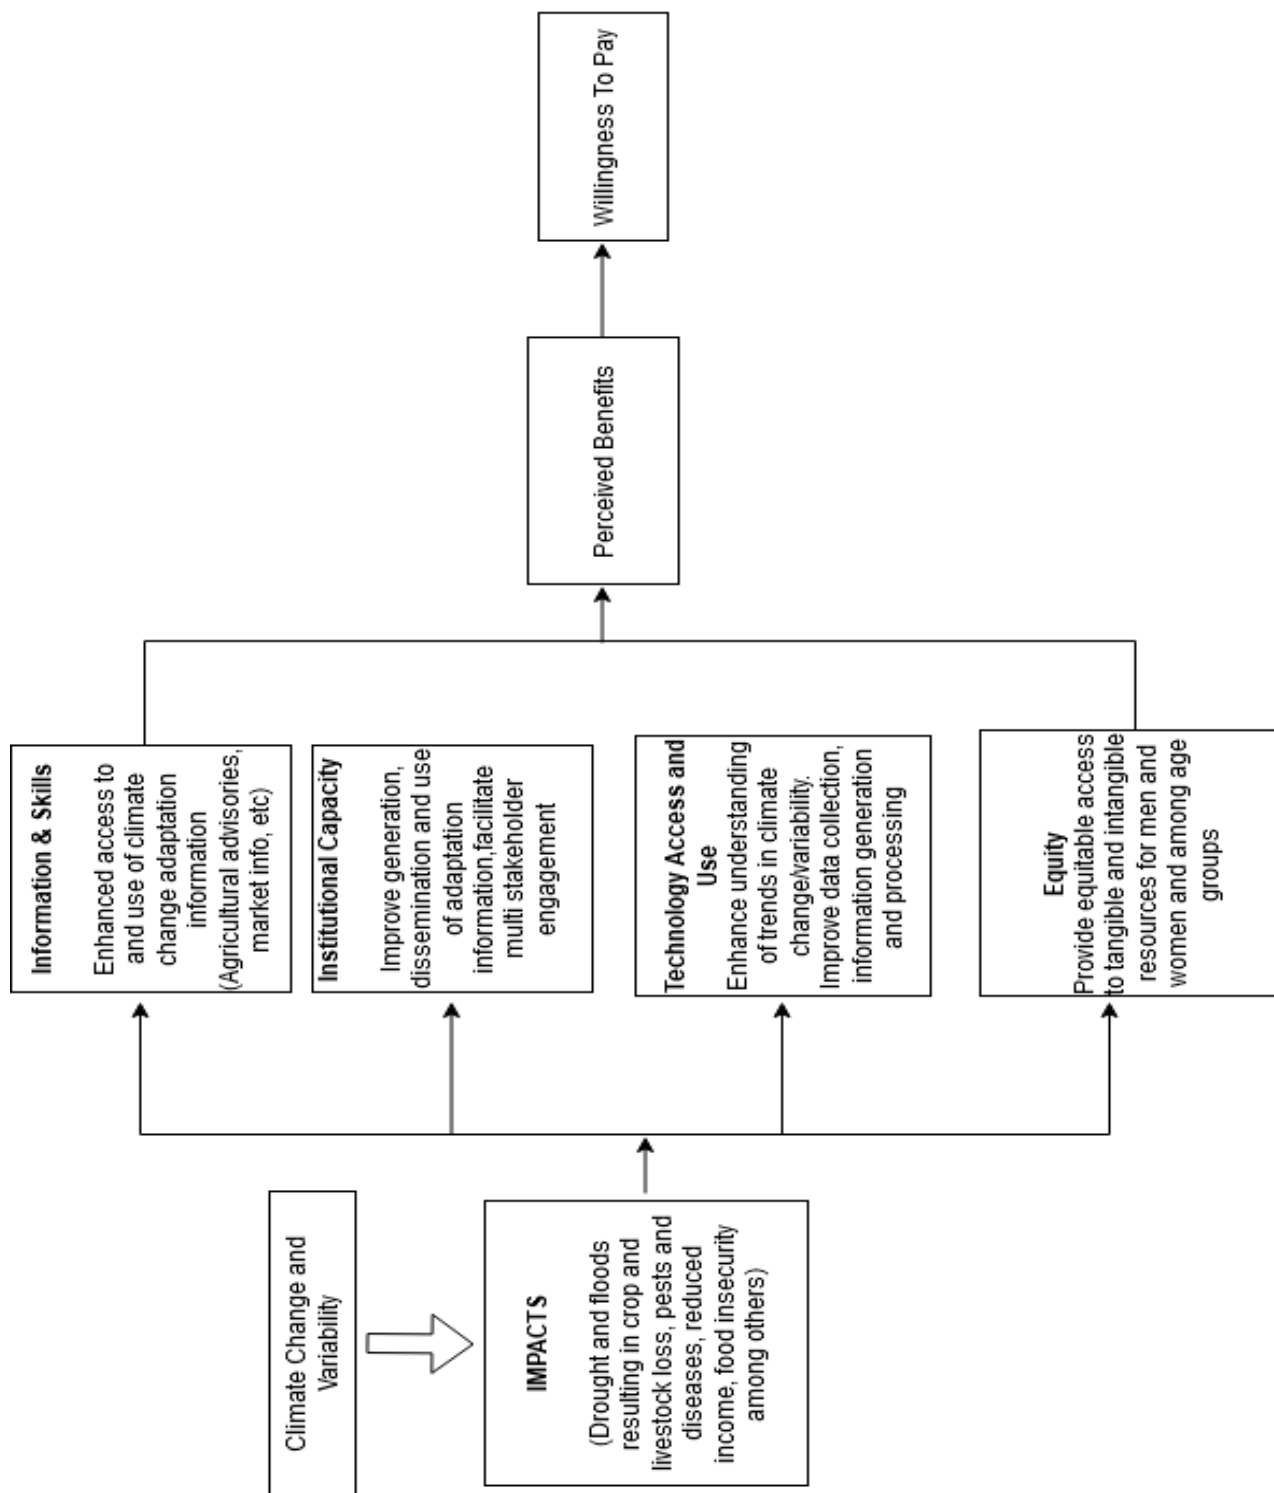 Climate Change and
Variability
IMPACTS
(Drought and floods
resulting in crop and
livestock loss, pests and
diseases, reduced
income, food insecurity
among others)
Information & Skills
Enhanced access to
and use of climate
change adaptation
information
(Agricultural advisories,
market info, etc)
Institutional Capacity
Improve generation,
dissemination and use
of adaptation
information,facilitate
multi stakeholder
engagement
Technology Access and
Use
Enhance understanding
of trends in climate
change/variability.
Improve data collection,
information generation
and processing
Equity
Provide equitable access
to tangible and intangible
resources for men and
women and among age
groups
Perceived Benefits
Willingness To Pay